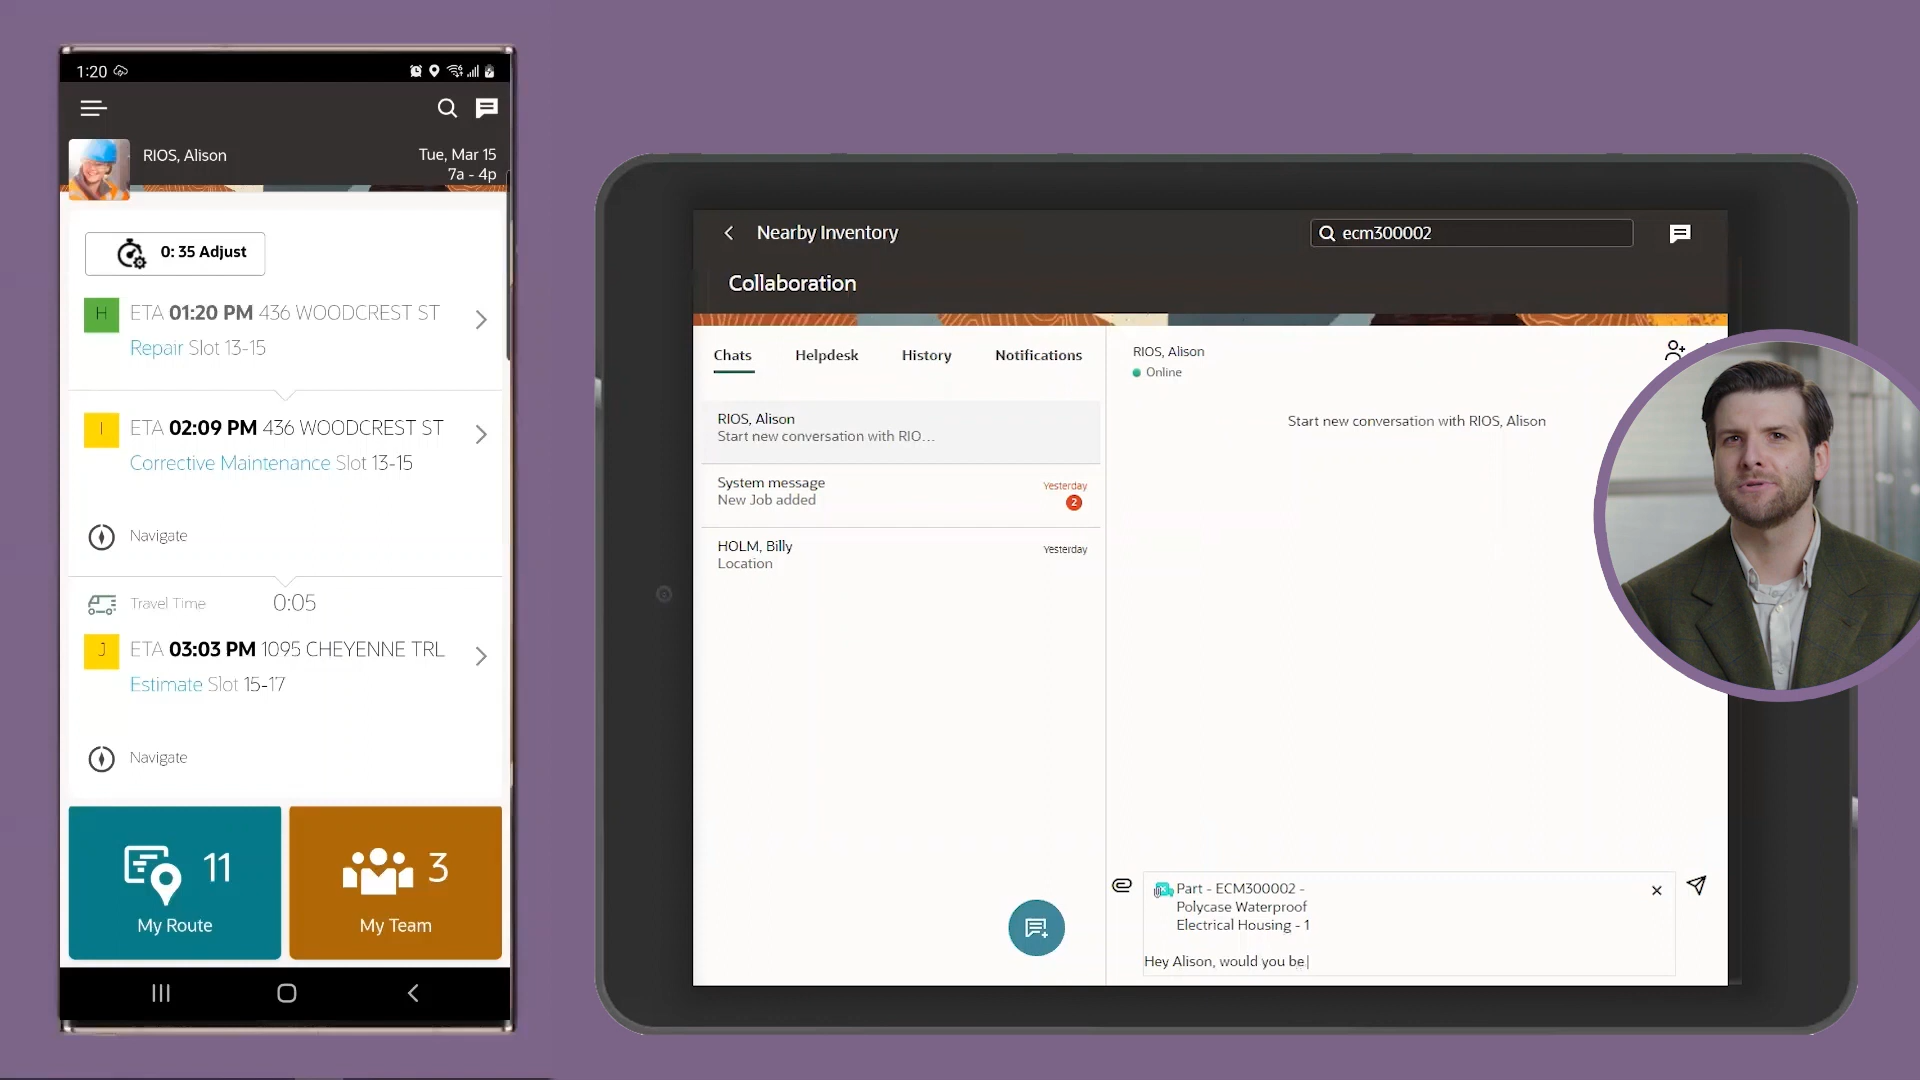 1:20
RIOS, Alison
Tue, Mar 15
7a - 4p
0: 35 Adjust
H
ETA 01:20 PM 436 WOODCREST ST
Repair Slot 13-15
I
ETA 02:09 PM 436 WOODCREST ST
Corrective Maintenance Slot 13-15
Navigate
Travel Time 0:05
J
ETA 03:03 PM 1095 CHEYENNE TRL
Estimate Slot 15-17
Navigate
11
My Route
3
My Team
Nearby Inventory
ecm300002
Collaboration
Chats
Helpdesk
History
Notifications
RIOS, Alison
Start new conversation with RIO...
System message
New Job added
Yesterday
2
HOLM, Billy
Location
Yesterday
RIOS, Alison
Online
Start new conversation with RIOS, Alison
Part - ECM300002 -
Polycase Waterproof
Electrical Housing - 1
Hey Alison, would you be